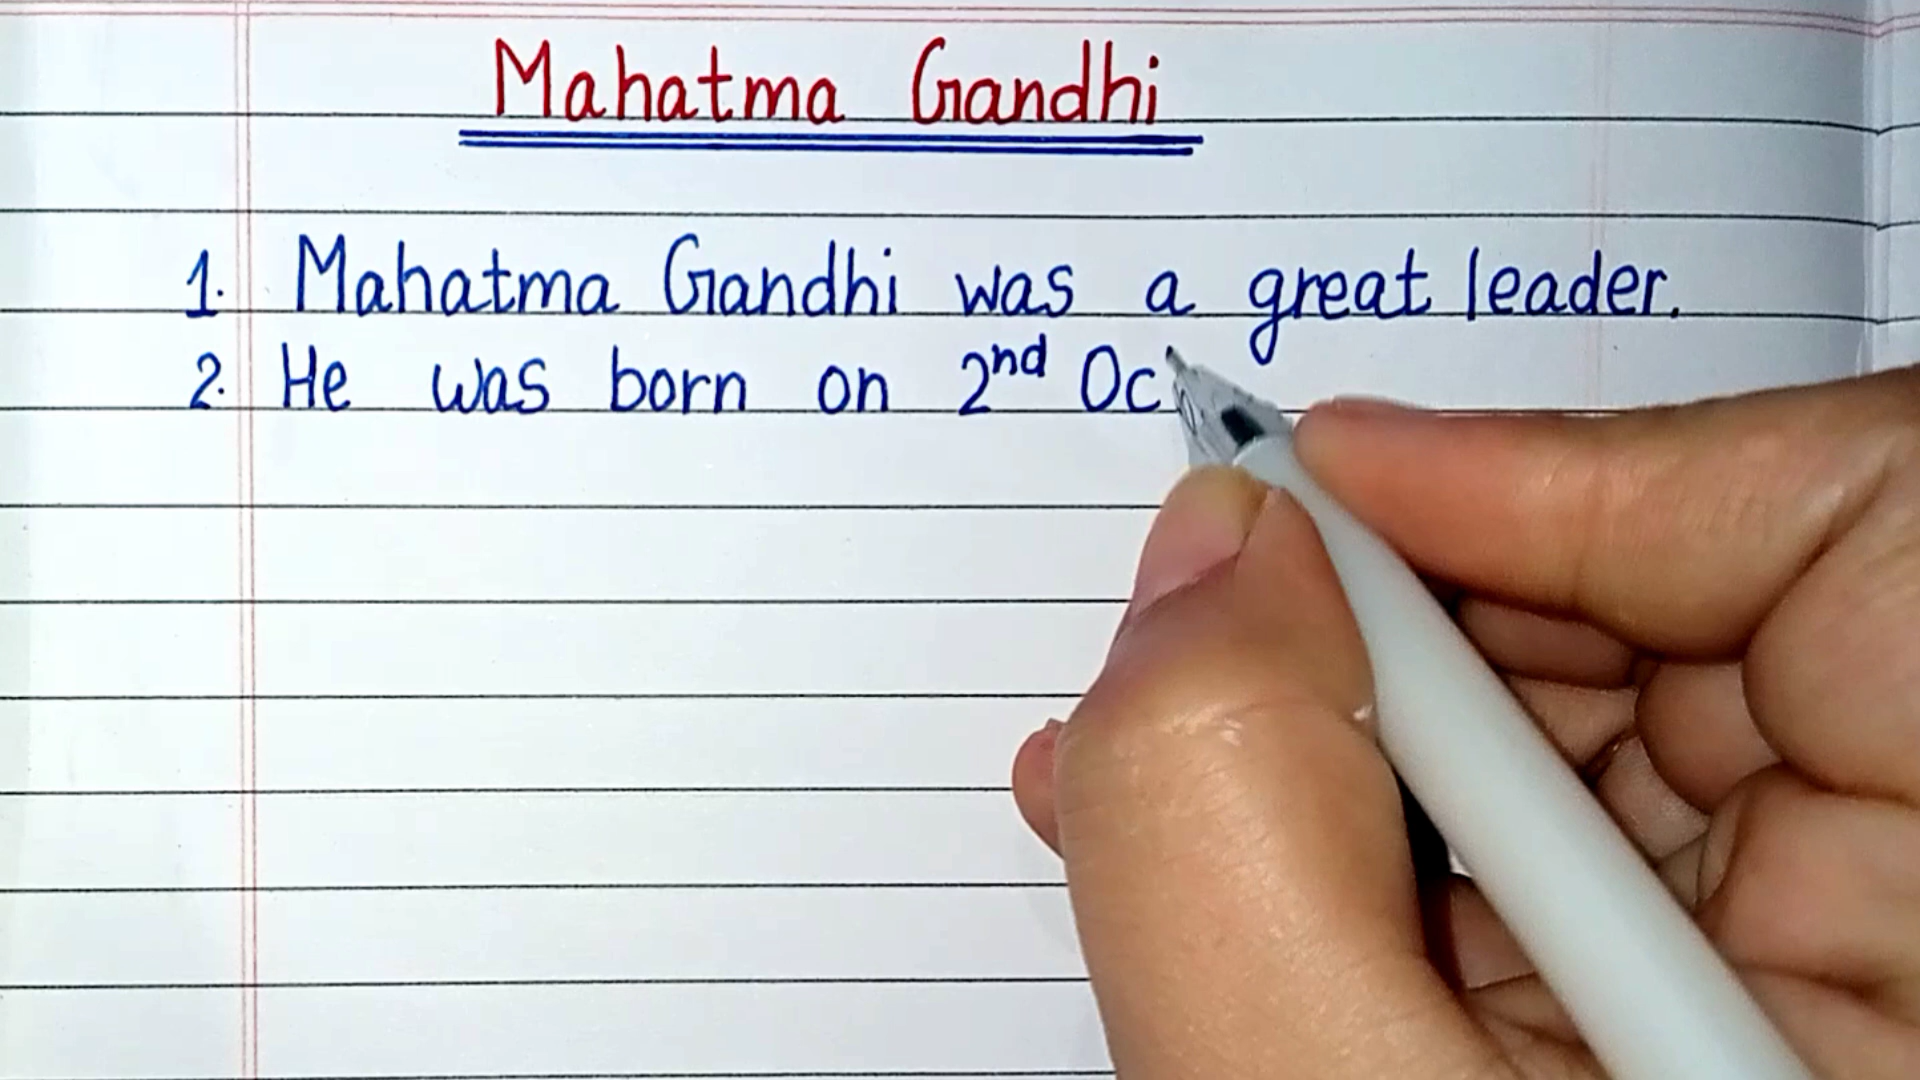 Mahatma Gandhi
1. Mahatma Gandhi was a great leader.
2. He was born on 2nd Oc